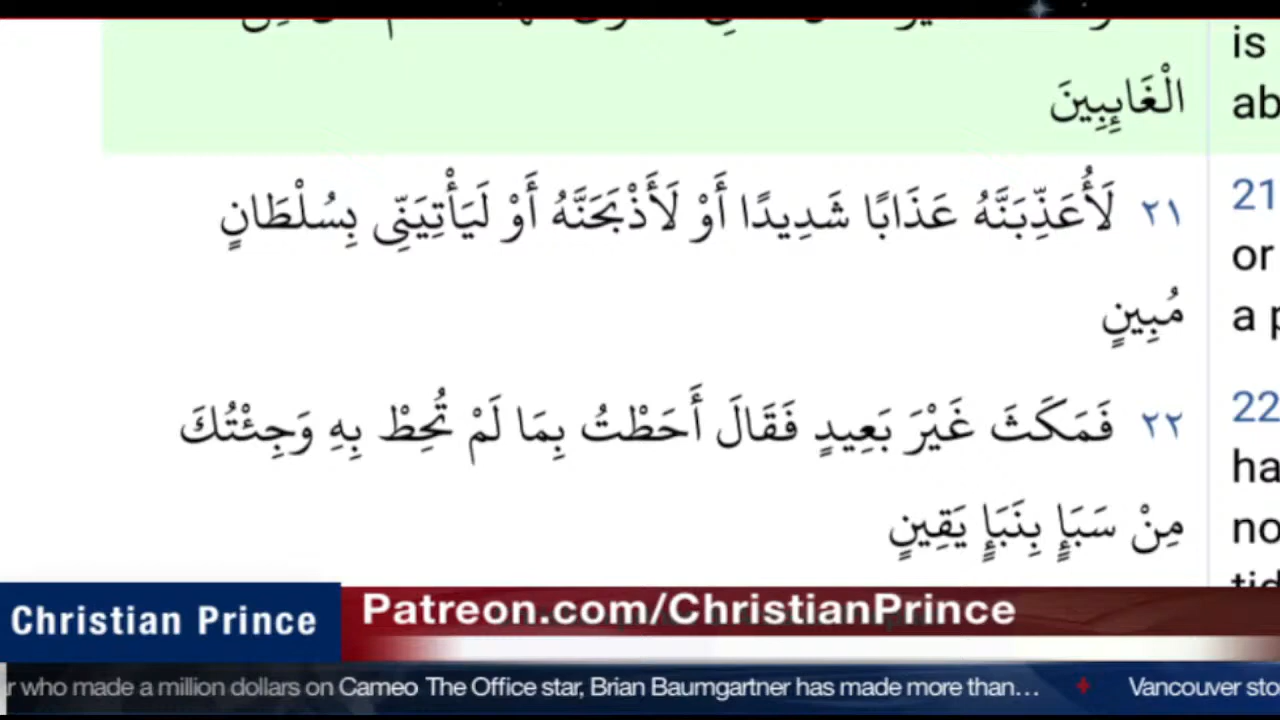 الْغَائِبِينَ
٢١ لَأُعَذِّبَنَّهُ عَذَابًا شَدِيدًا أَوْ لَأَذْبَحَنَّهُ أَوْ لَيَأْتِيَنِّى بِسُلْطَانٍ
مُبِينٍ
٢٢ فَمَكَثَ غَيْرَ بَعِيدٍ فَقَالَ أَحَطْتُ بِمَا لَمْ تُحِطْ بِهِ وَجِئْتُكَ
مِنْ سَبَإٍ بِنَبَإٍ يَقِينٍ
is
ab
21
or
a p
22
ha
no
Christian Prince
Patreon.com/ChristianPrince
r who made a million dollars on Cameo The Office star, Brian Baumgartner has made more than… Vancouver sto